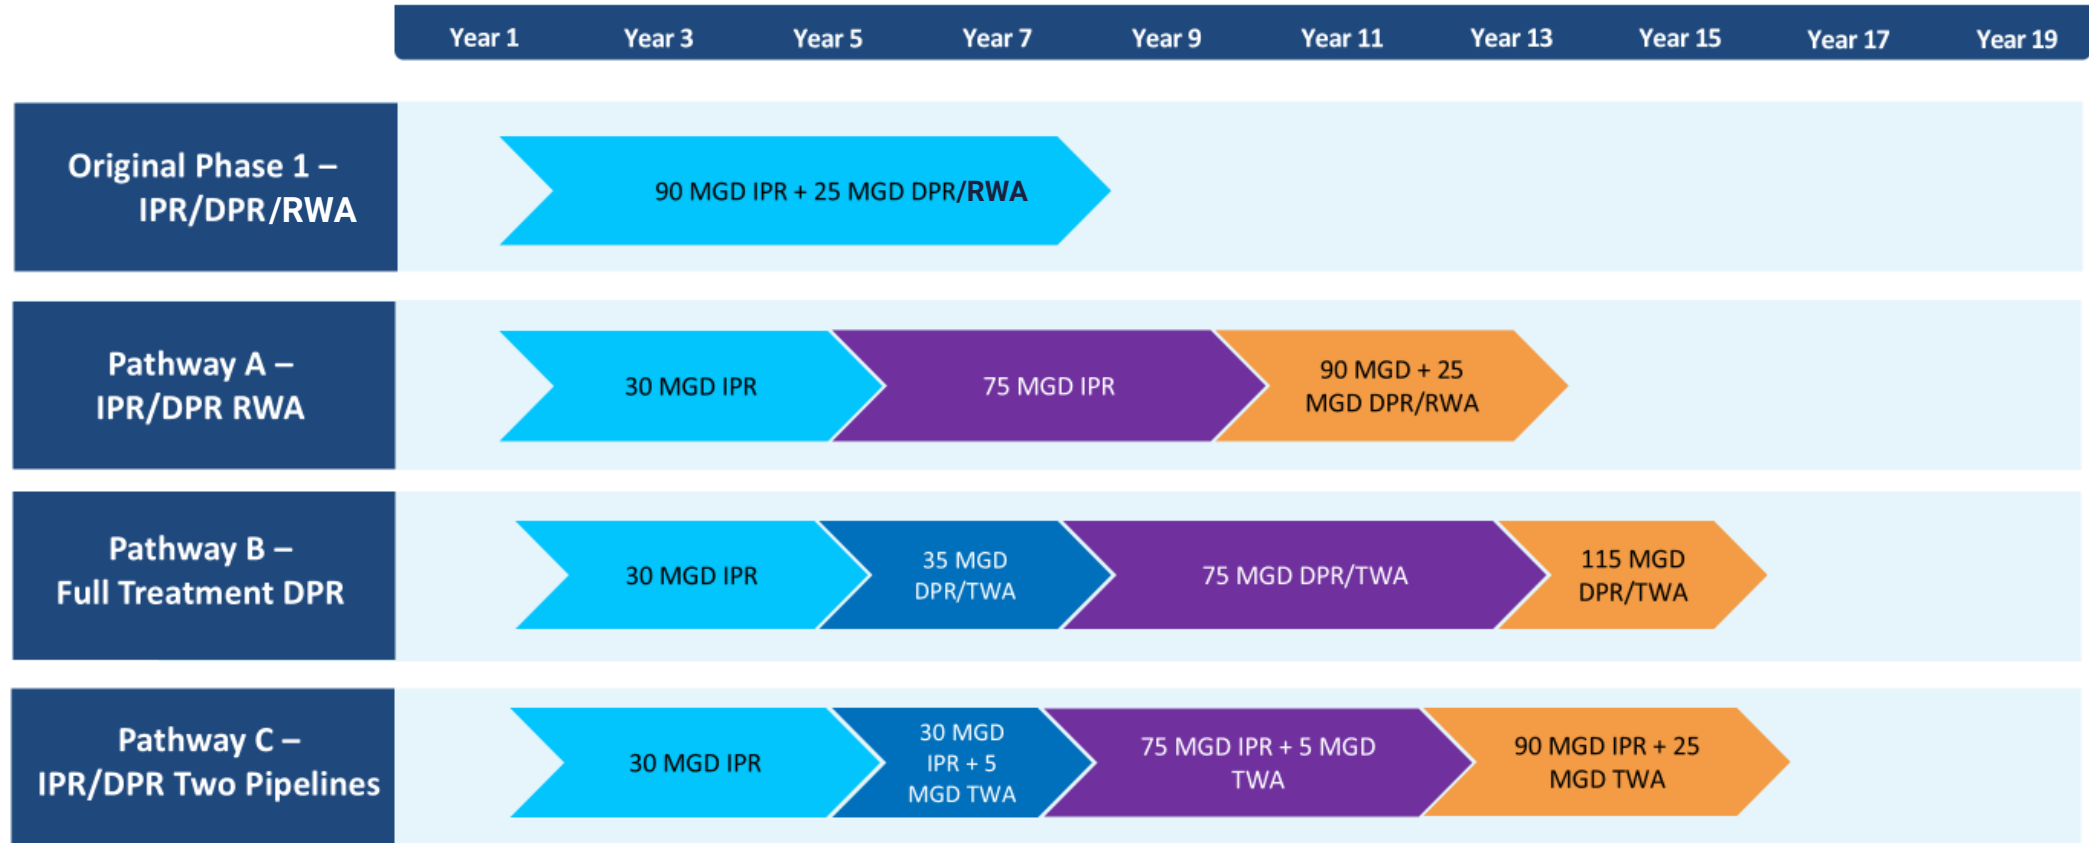 Year 1 Year 3 Year 5 Year 7 Year 9 Year 11 Year 13 Year 15 Year 17 Year 19
Original Phase 1 –
IPR/DPR/RWA
90 MGD IPR + 25 MGD DPR/RWA
Pathway A –
IPR/DPR RWA
30 MGD IPR
75 MGD IPR
90 MGD + 25
MGD DPR/RWA
Pathway B –
Full Treatment DPR
30 MGD IPR
35 MGD
DPR/TWA
75 MGD DPR/TWA
115 MGD
DPR/TWA
Pathway C –
IPR/DPR Two Pipelines
30 MGD IPR
30 MGD
IPR + 5
MGD TWA
75 MGD IPR + 5 MGD
TWA
90 MGD IPR + 25
MGD TWA